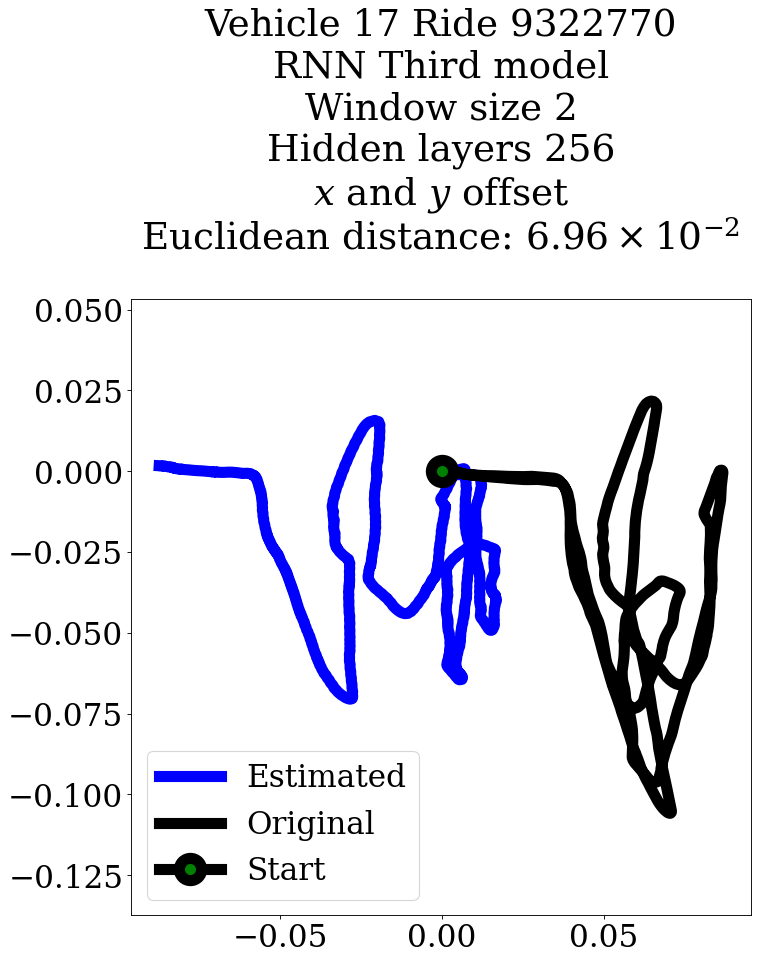 Vehicle 17 Ride 9322770
RNN Third model
Window size 2
Hidden layers 256
x and y offset
Euclidean distance: 6.96 × 10⁻²
0.050
0.025
0.000
−0.025
−0.050
−0.075
−0.100
−0.125
Estimated
Original
Start
−0.05 0.00 0.05